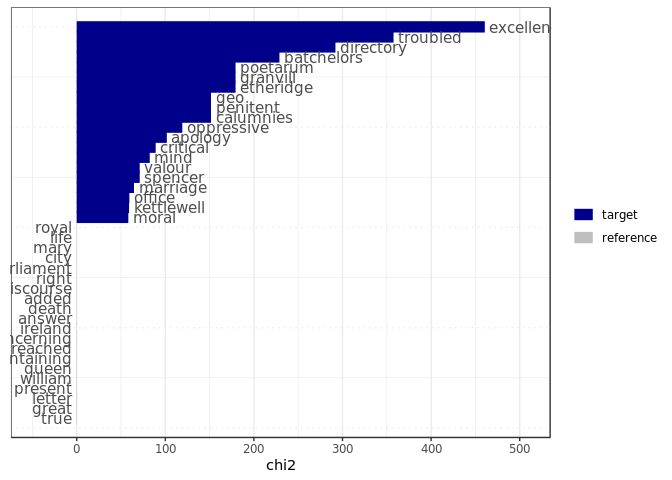 excellen
troubled
directory
batchelors
poetarum
granvill
etheridge
geo
penitent
calumnies
oppressive
apology
critical
mind
valour
spencer
marriage
office
kettlewell
moral
royal
life
mary
city
rliament
right
iscourse
added
death
answer
ireland
ncerning
reached
ntaining
queen
william
present
letter
great
true
0 100 200 300 400 500
chi2
target
reference